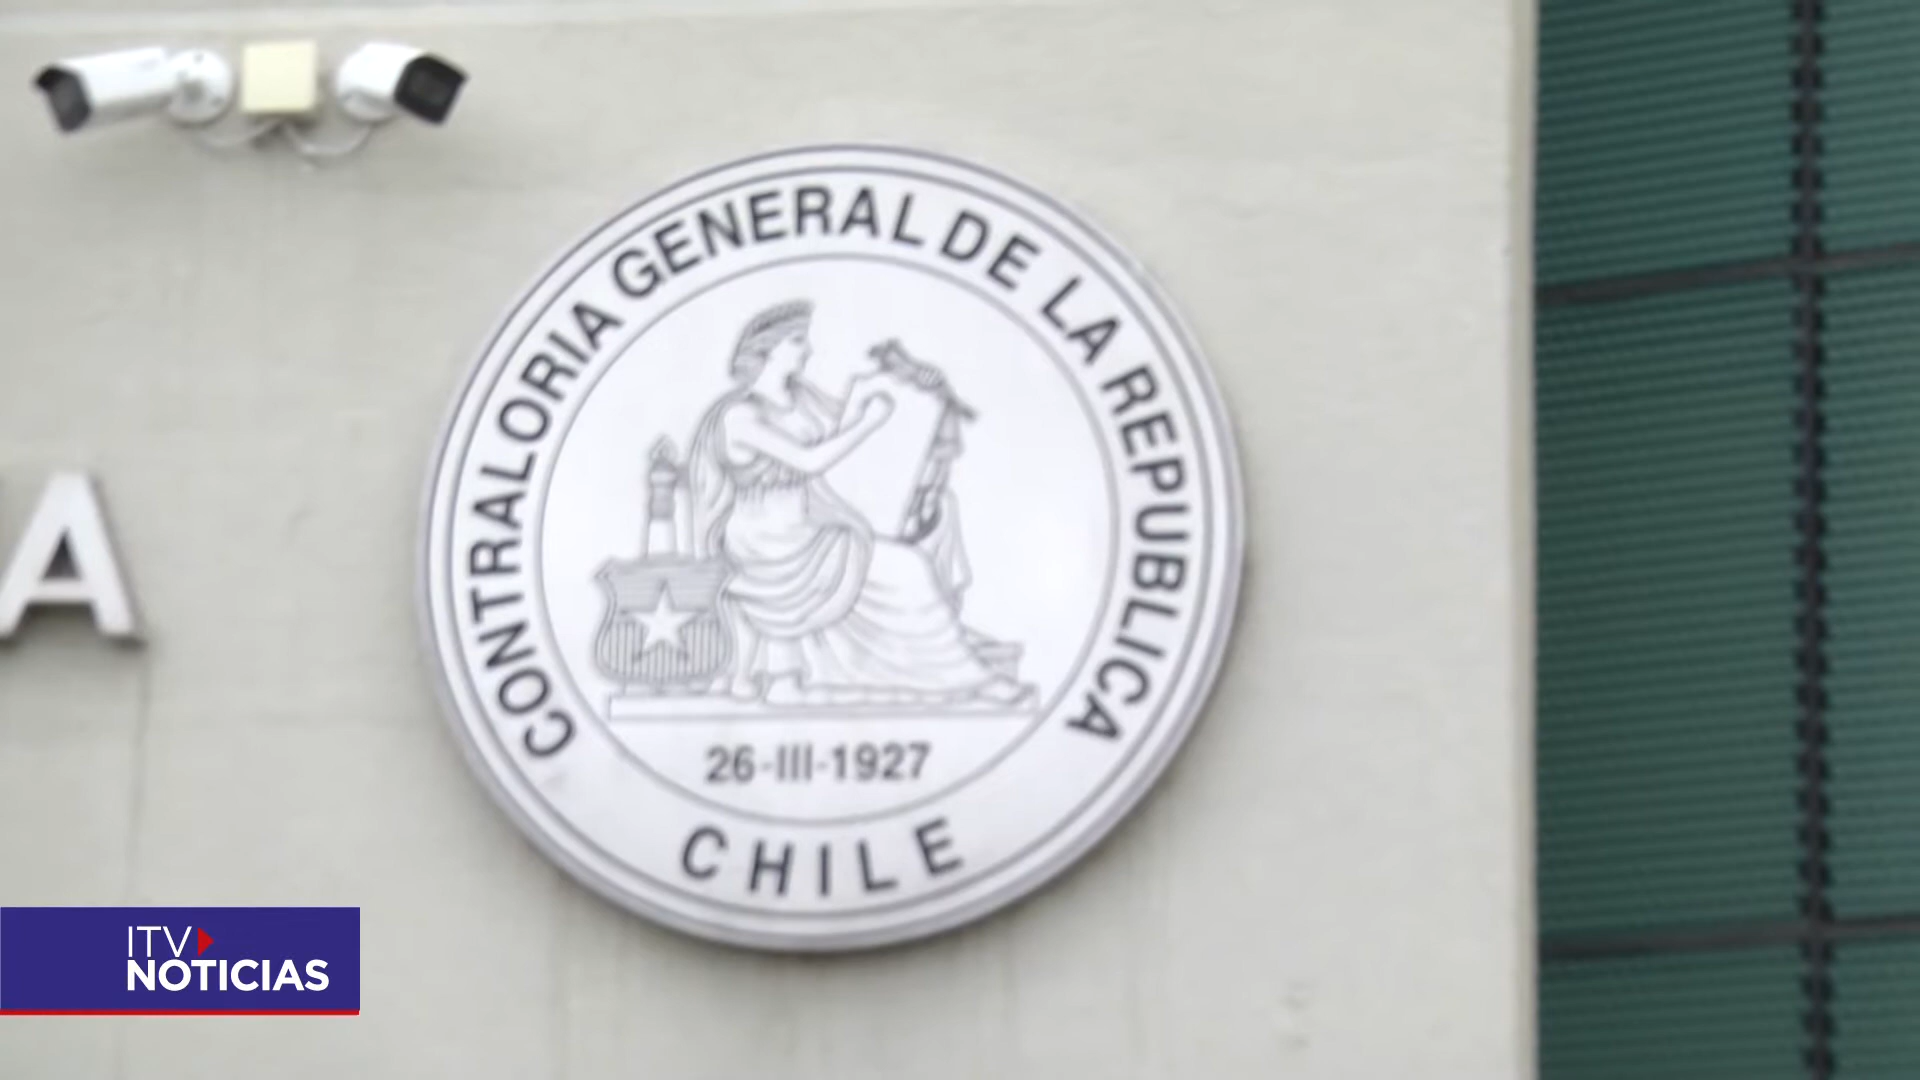 CONTRALORIA GENERAL DE LA REPUBLICA
26-III-1927
CHILE
A
ITV
NOTICIAS